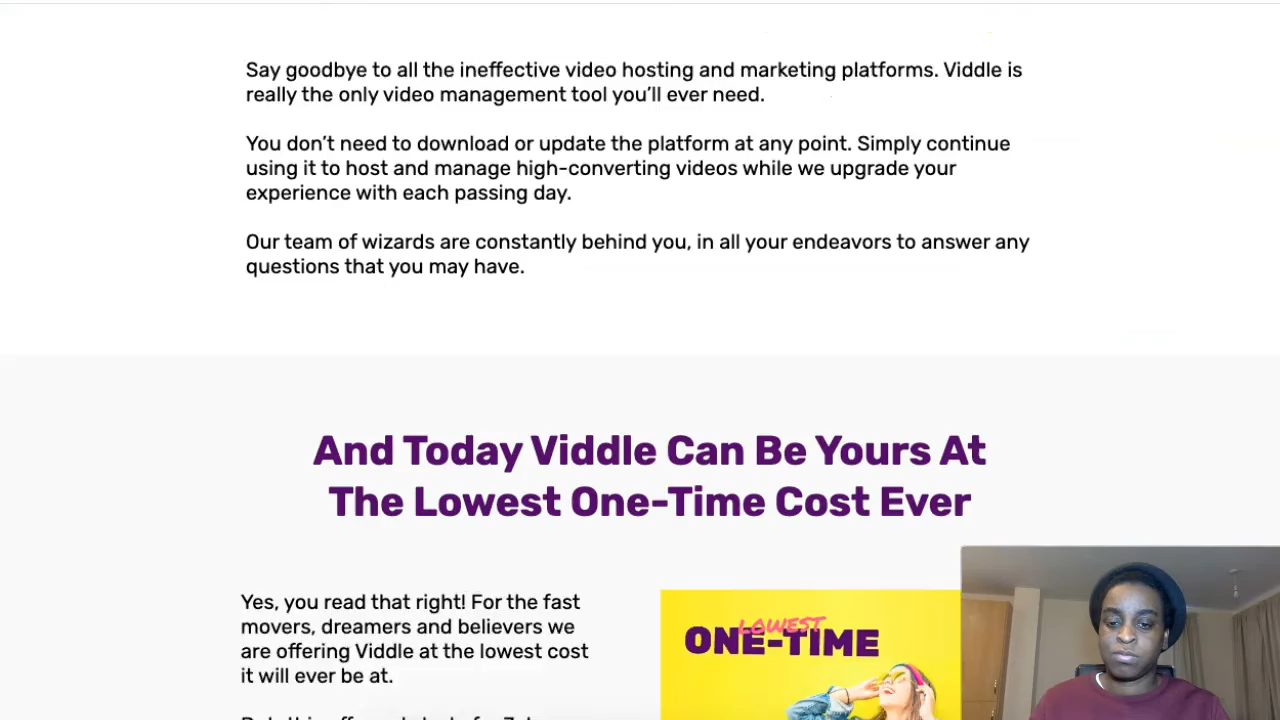 Say goodbye to all the ineffective video hosting and marketing platforms. Viddle is
really the only video management tool you’ll ever need.
You don’t need to download or update the platform at any point. Simply continue
using it to host and manage high-converting videos while we upgrade your
experience with each passing day.
Our team of wizards are constantly behind you, in all your endeavors to answer any
questions that you may have.
And Today Viddle Can Be Yours At
The Lowest One-Time Cost Ever
Yes, you read that right! For the fast
movers, dreamers and believers we
are offering Viddle at the lowest cost
it will ever be at.
LOWEST
ONE-TIME